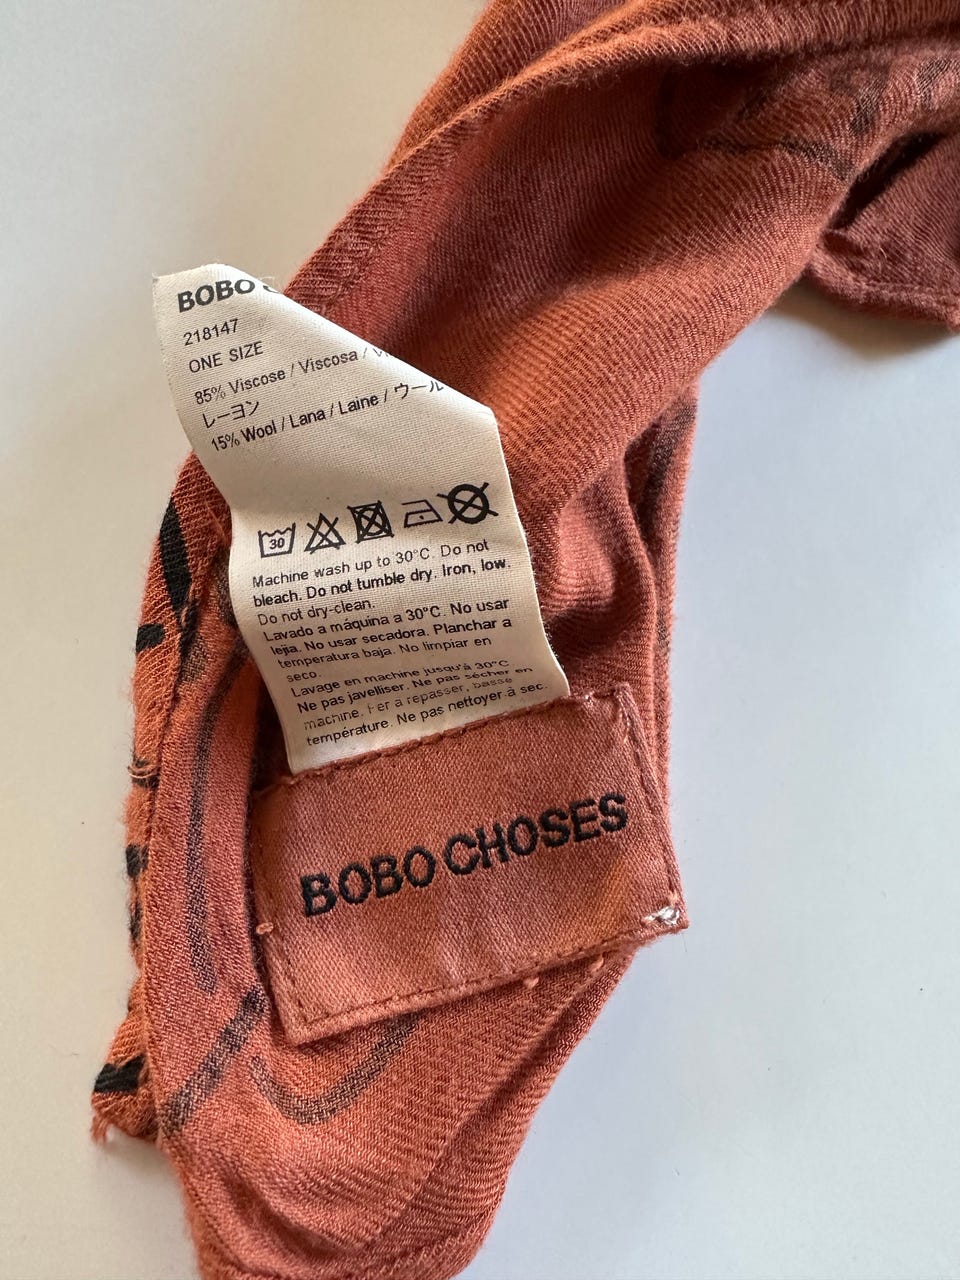 BOBO
218147
ONE SIZE
85% Viscose / Viscosa /
レーヨン
15% Wool / Lana / Laine / ウール
30
Machine wash up to 30°C. Do not
bleach. Do not tumble dry. Iron, low.
Do not dry-clean.
Lavado a máquina a 30°C. No usar
lejia. No usar secadora. Planchar a
temperatura baja. No limpiar en
seco.
Lavage en machine jusqu'à 30°C
Ne pas javelliser. Ne pas sécher en
machine. Fer a repasser, basse
température. Ne pas nettoyer à sec.
BOBO CHOSES